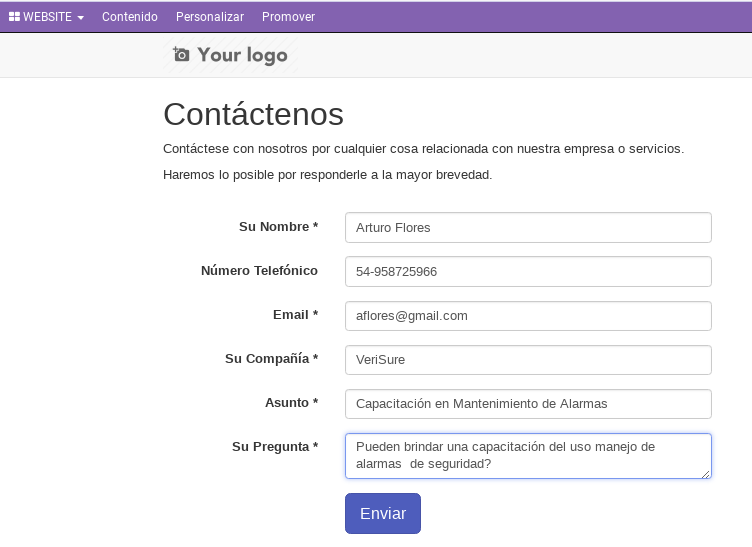 WEBSITE Contenido Personalizar Promover
Your logo
Contáctenos
Contáctese con nosotros por cualquier cosa relacionada con nuestra empresa o servicios.
Haremos lo posible por responderle a la mayor brevedad.
Su Nombre * Arturo Flores
Número Telefónico 54-958725966
Email * aflores@gmail.com
Su Compañía * VeriSure
Asunto * Capacitación en Mantenimiento de Alarmas
Su Pregunta * Pueden brindar una capacitación del uso manejo de
alarmas  de seguridad?
Enviar